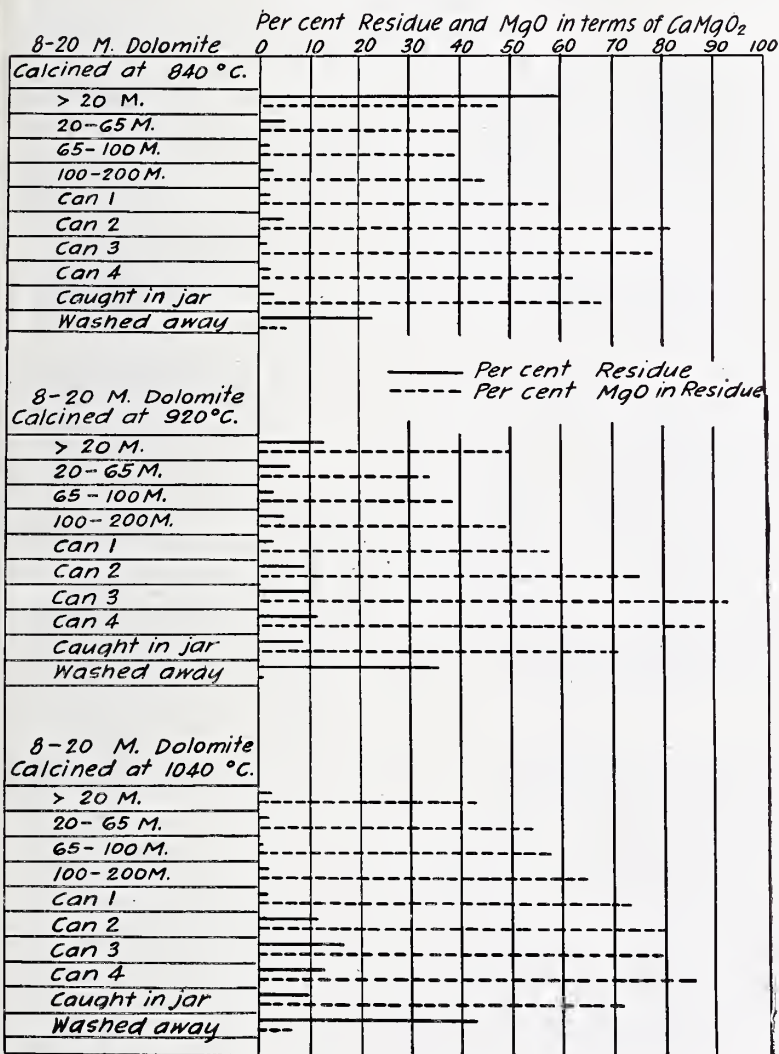 Per cent Residue and MgO in terms of CaMgO₂
8-20 M. Dolomite 0 10 20 30 40 50 60 70 80 90 100
Calcined at 840 °C.
> 20 M.
20-65 M.
65-100 M.
100-200 M.
Can 1
Can 2
Can 3
Can 4
Caught in jar
Washed away
Per cent Residue
Per cent MgO in Residue
8-20 M. Dolomite
Calcined at 920°C.
> 20 M.
20-65 M.
65-100 M.
100-200 M.
Can 1
Can 2
Can 3
Can 4
Caught in jar
Washed away
8-20 M. Dolomite
Calcined at 1040 °C.
> 20 M.
20-65 M.
65-100 M.
100-200 M.
Can 1
Can 2
Can 3
Can 4
Caught in jar
Washed away